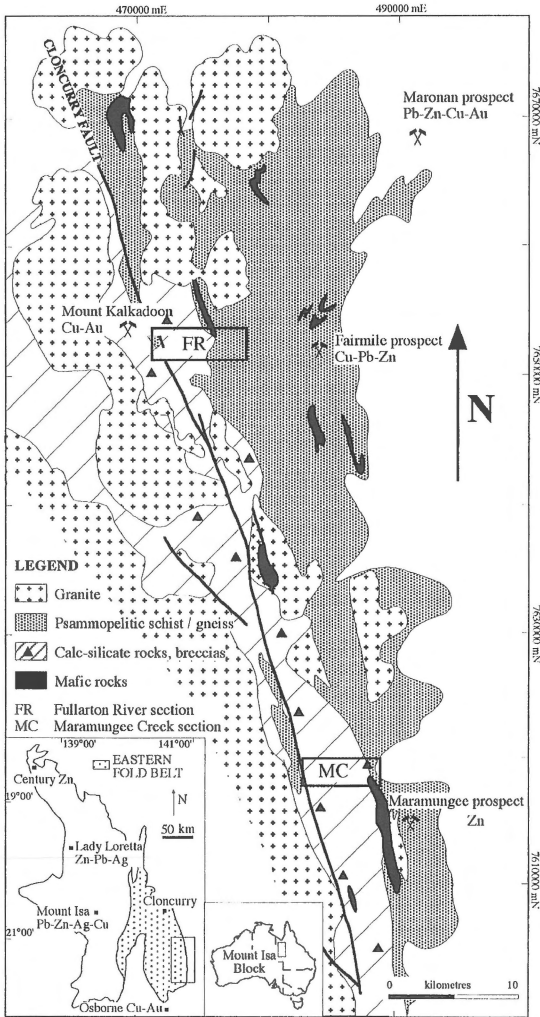 470000 mE
490000 mE
CLONCURRY FAULT
Maronan prospect
Pb-Zn-Cu-Au
7670000 mN
Mount Kalkadoon
Cu-Au
FR
Fairmile prospect
Cu-Pb-Zn
7650000 mN
N
LEGEND
Granite
Psammopelitic schist / gneiss
Calc-silicate rocks, breccias
Mafic rocks
FR Fullarton River section
MC Maramungee Creek section
7630000 mN
MC
Maramungee prospect
Zn
7610000 mN
139°00'
141°00'
EASTERN
FOLD BELT
Century Zn
N
19°00'
50 km
Lady Loretta
Zn-Pb-Ag
Mount Isa
Pb-Zn-Ag-Cu
Cloncurry
21°00'
Osborne Cu-Au
Mount Isa
Block
0 kilometres 10